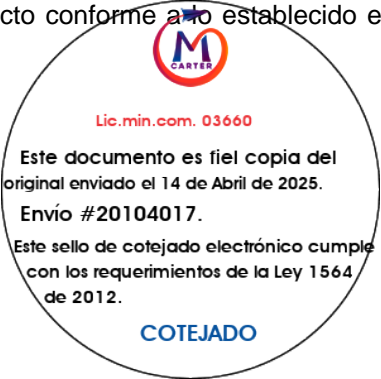 cto conforme a lo establecido e
M
CARTER
Lic.min.com. 03660
Este documento es fiel copia del
original enviado el 14 de Abril de 2025.
Envío #20104017.
Este sello de cotejado electrónico cumple
con los requerimientos de la Ley 1564
de 2012.
COTEJADO